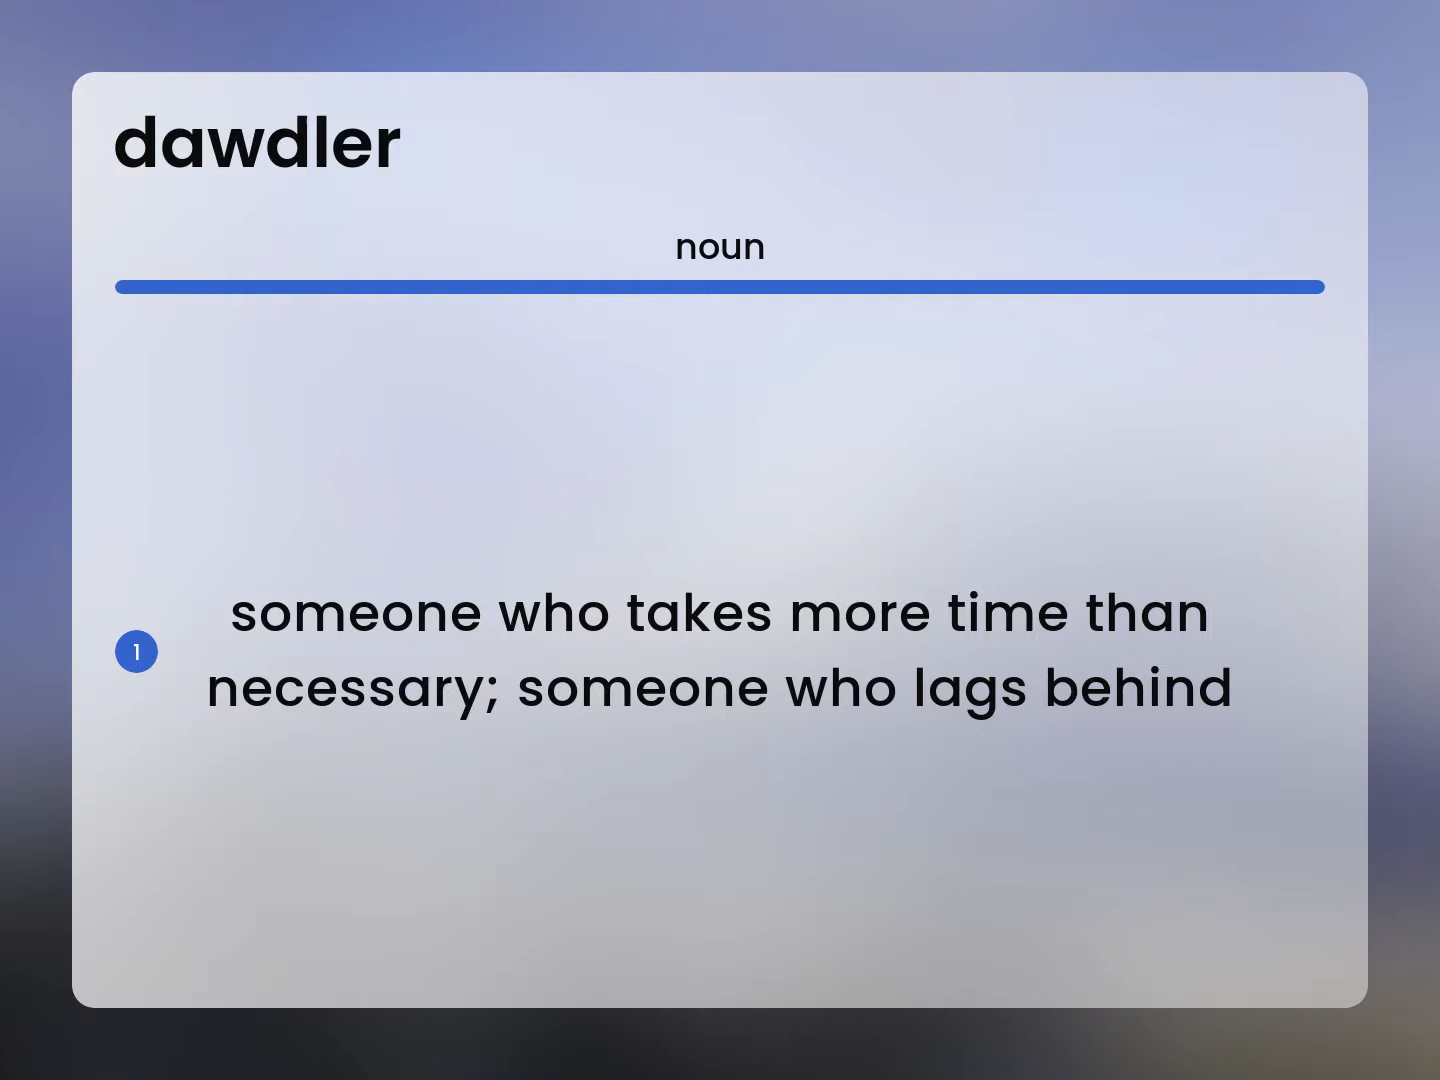 dawdler
noun
1
someone who takes more time than
necessary; someone who lags behind